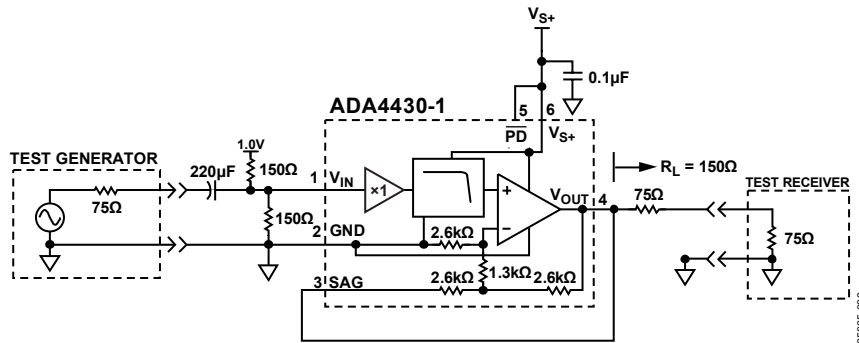 VS+
0.1µF
ADA4430-1
5
6
PD
VS+
1.0V
TEST GENERATOR
220µF
150Ω
1
VIN
×1
+
−
VOUT
4
RL = 150Ω
75Ω
TEST RECEIVER
75Ω
150Ω
2
GND
2.6kΩ
75Ω
1.3kΩ
3
SAG
2.6kΩ
2.6kΩ